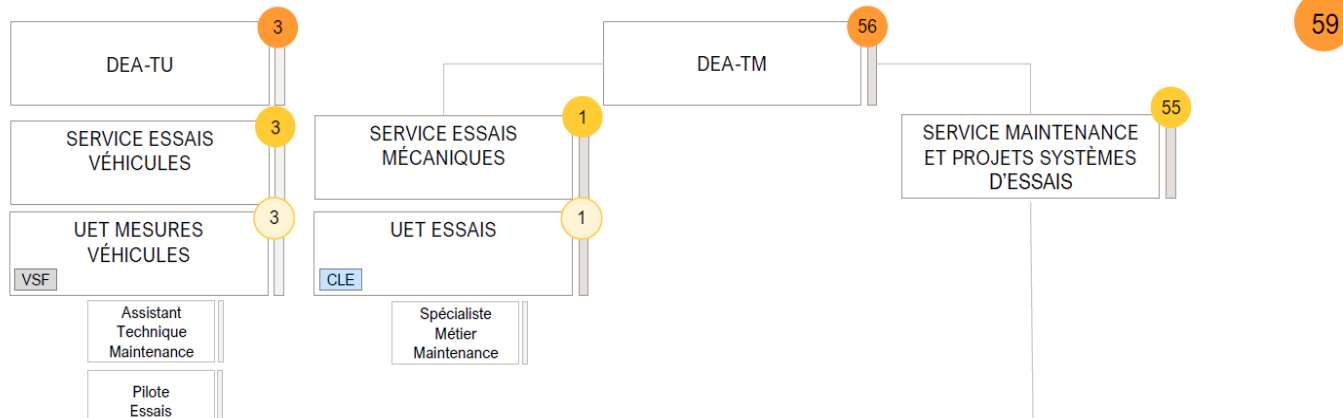 3
56
59
DEA-TU
DEA-TM
3
1
55
SERVICE ESSAIS
VÉHICULES
SERVICE ESSAIS
MÉCANIQUES
SERVICE MAINTENANCE
ET PROJETS SYSTÈMES
D'ESSAIS
3
1
UET MESURES
VÉHICULES
VSF
UET ESSAIS
CLE
Assistant
Technique
Maintenance
Spécialiste
Métier
Maintenance
Pilote
Essais